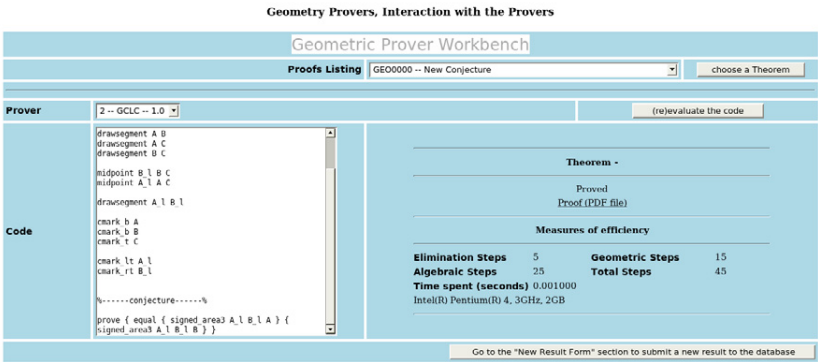 Geometry Provers, Interaction with the Provers
Geometric Prover Workbench
Proofs Listing GEO0000 -- New Conjecture choose a Theorem
Prover 2 -- GCLC -- 1.0 (re)evaluate the code
Code
drawsegment A B
drawsegment A C
drawsegment B C
midpoint B_l B C
midpoint A_l A C
drawsegment A_l B_l
cmark_b A
cmark_b B
cmark_t C
cmark_lt A_l
cmark_rt B_l
%------conjecture------%
prove { equal { signed_area3 A_l B_l A } {
signed_area3 A_l B_l B } }
Theorem -
Proved
Proof (PDF file)
Measures of efficiency
Elimination Steps 5 Geometric Steps 15
Algebraic Steps 25 Total Steps 45
Time spent (seconds) 0.001000
Intel(R) Pentium(R) 4, 3GHz, 2GB
Go to the "New Result Form" section to submit a new result to the database